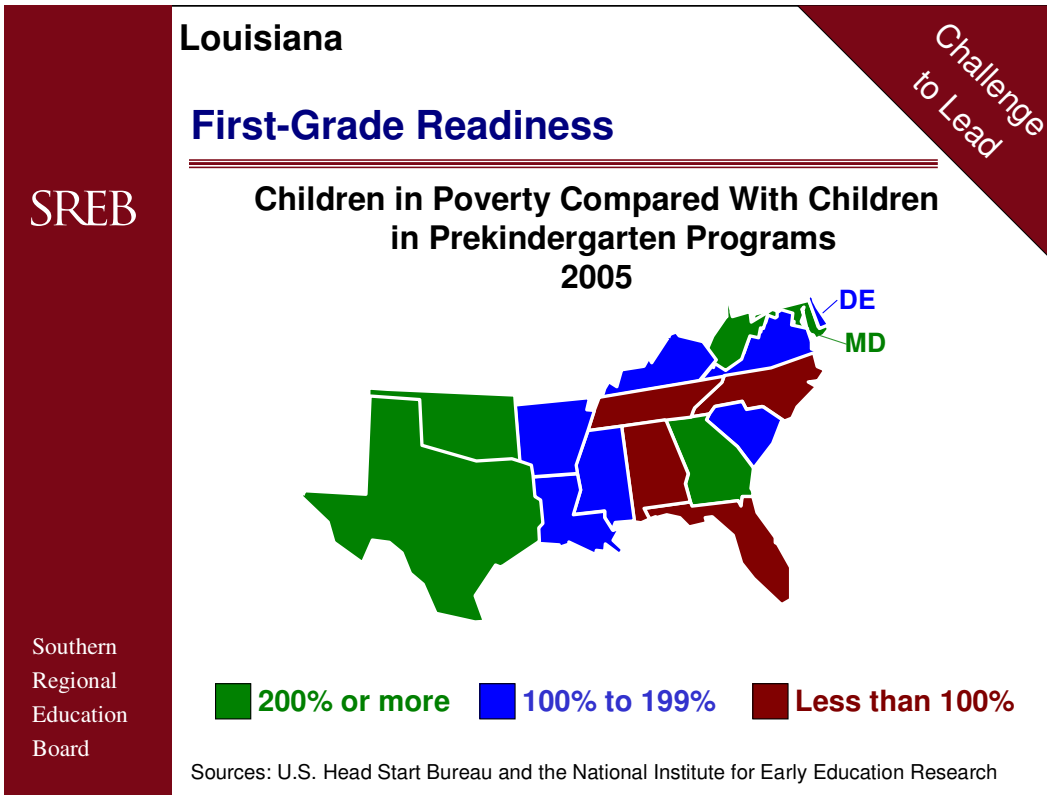 Louisiana
Challenge
to Lead
First-Grade Readiness
SREB
Children in Poverty Compared With Children
in Prekindergarten Programs
2005
DE
MD
Southern
Regional
Education
Board
200% or more
100% to 199%
Less than 100%
Sources: U.S. Head Start Bureau and the National Institute for Early Education Research